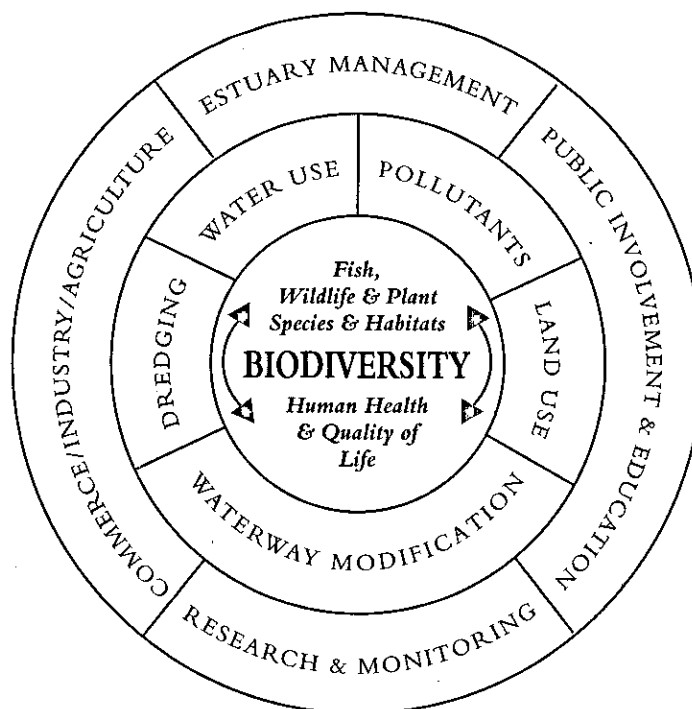 ESTUARY MANAGEMENT
PUBLIC INVOLVEMENT & EDUCATION
RESEARCH & MONITORING
COMMERCE/INDUSTRY/AGRICULTURE
WATER USE
POLLUTANTS
LAND USE
WATERWAY MODIFICATION
DREDGING
Fish,
Wildlife & Plant
Species & Habitats
BIODIVERSITY
Human Health
& Quality of
Life